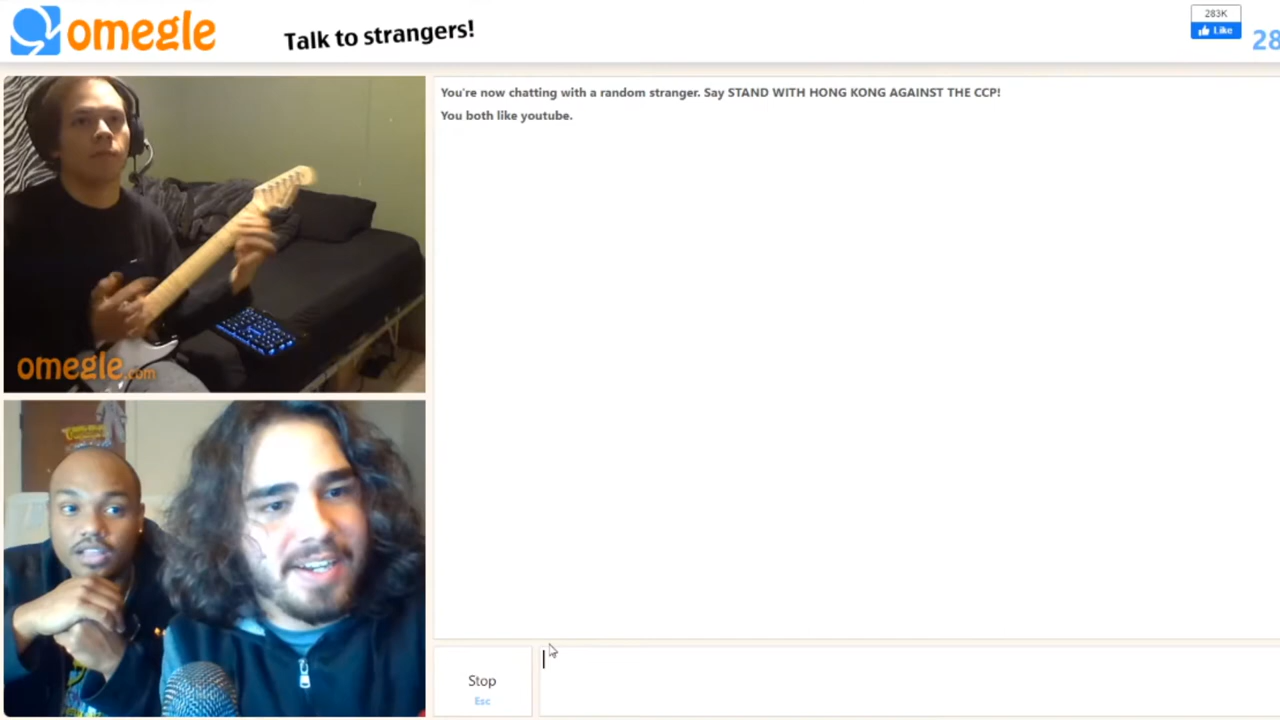 omegle
Talk to strangers!
283K
Like
28
You're now chatting with a random stranger. Say STAND WITH HONG KONG AGAINST THE CCP!
You both like youtube.
omegle.com
Stop
Esc